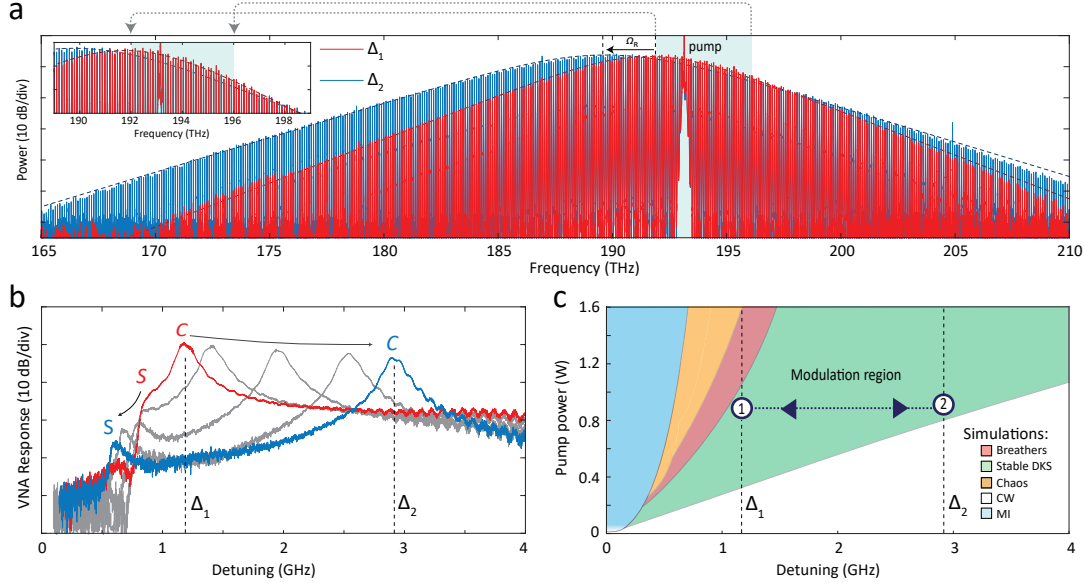 a
Power (10 dB/div)
190 192 194 196 198
Frequency (THz)
Δ1
Δ2
ΩR
pump
165 170 175 180 185 190 195 200 205 210
Frequency (THz)
b
VNA Response (10 dB/div)
S
C
C
S
Δ1
Δ2
0 1 2 3 4
Detuning (GHz)
c
Pump power (W)
1.6
1.2
0.8
0.4
0
Modulation region
1
2
Simulations:
Breathers
Stable DKS
Chaos
CW
MI
Δ1
Δ2
0 1 2 3 4
Detuning (GHz)